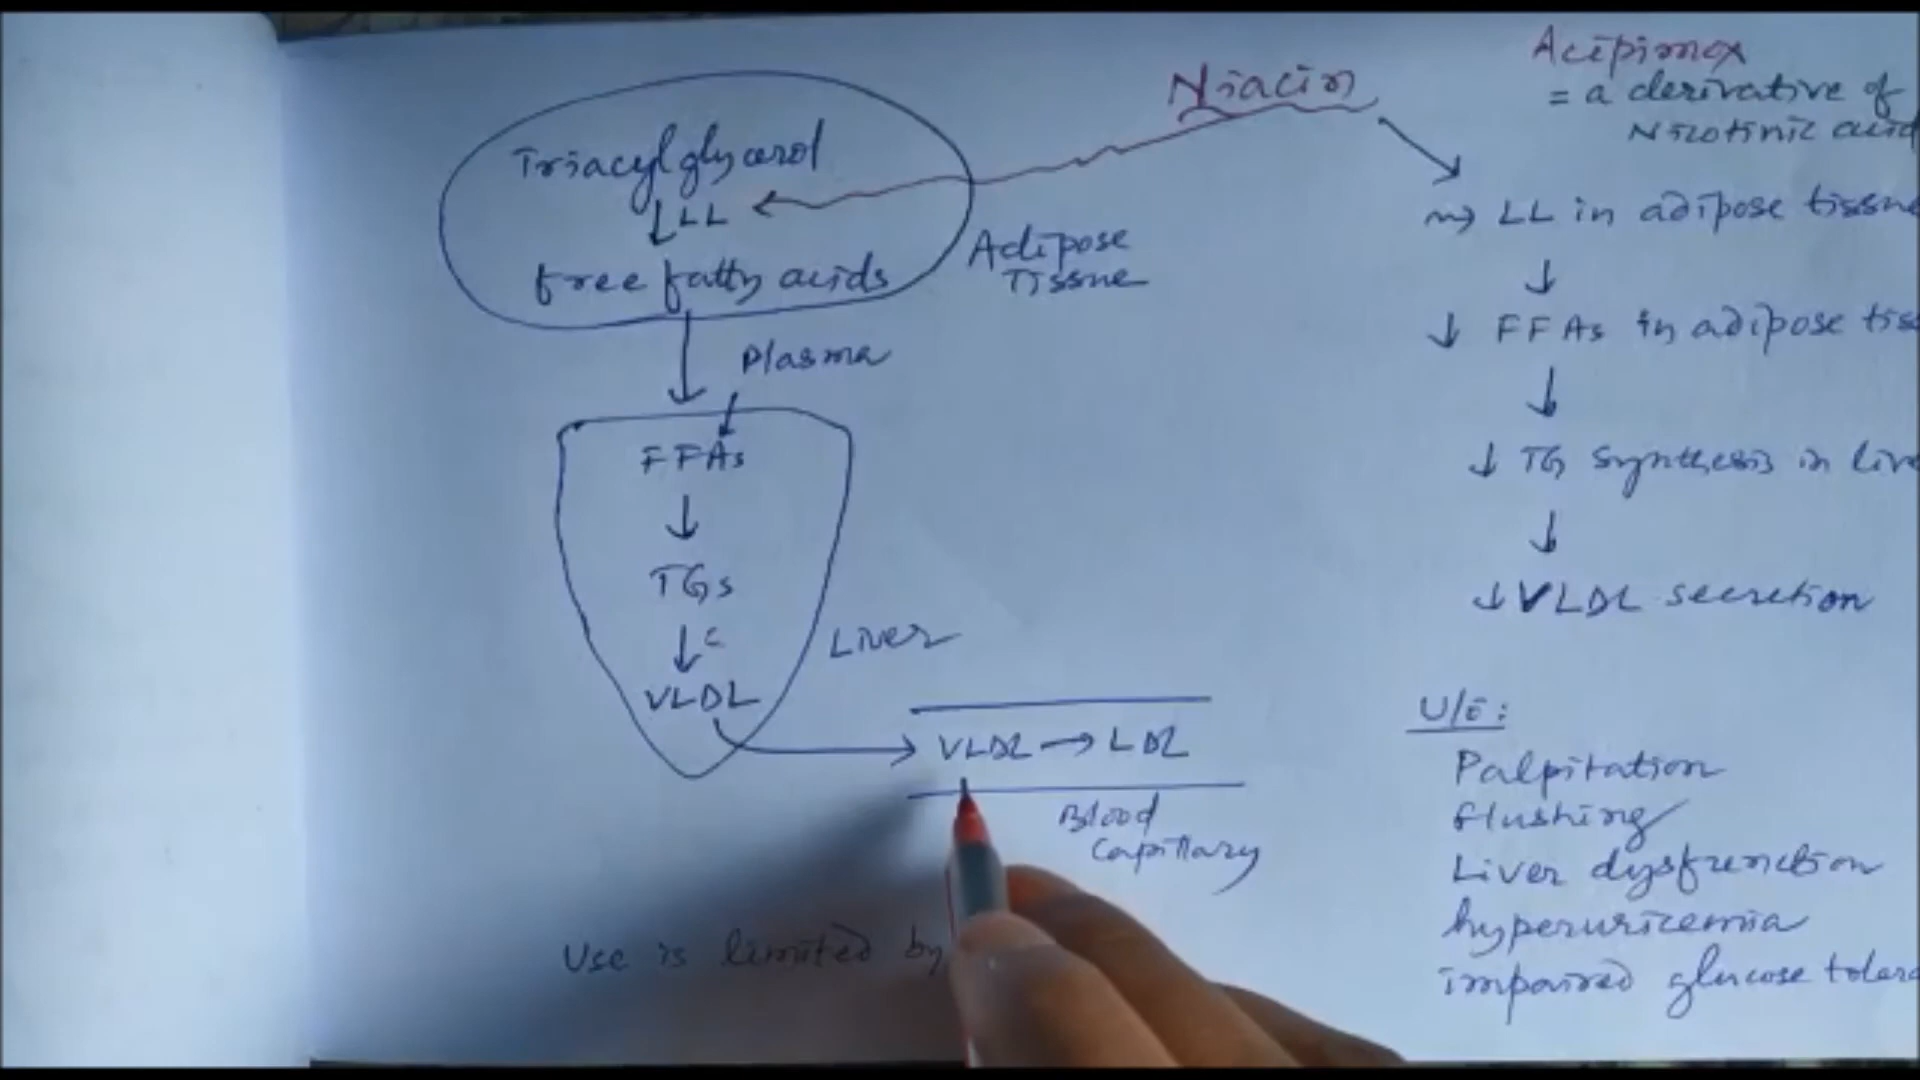 Triacylglycerol
↓LL
free fatty acids
Adipose
Tissue
Plasma
FFAs
↓
TGs
↓c
VLDL
Liver
VLDL → LDL
Blood
Capillary
Use is limited by
Niacin
Acipimox
= a derivative of
Nicotinic acid
LL in adipose tissue
↓
↓ FFAs in adipose tis
↓
↓ TG synthesis in live
↓
↓ VLDL secretion
U/E:
Palpitation
flushing
Liver dysfunction
hyperuricemia
impaired glucose toler